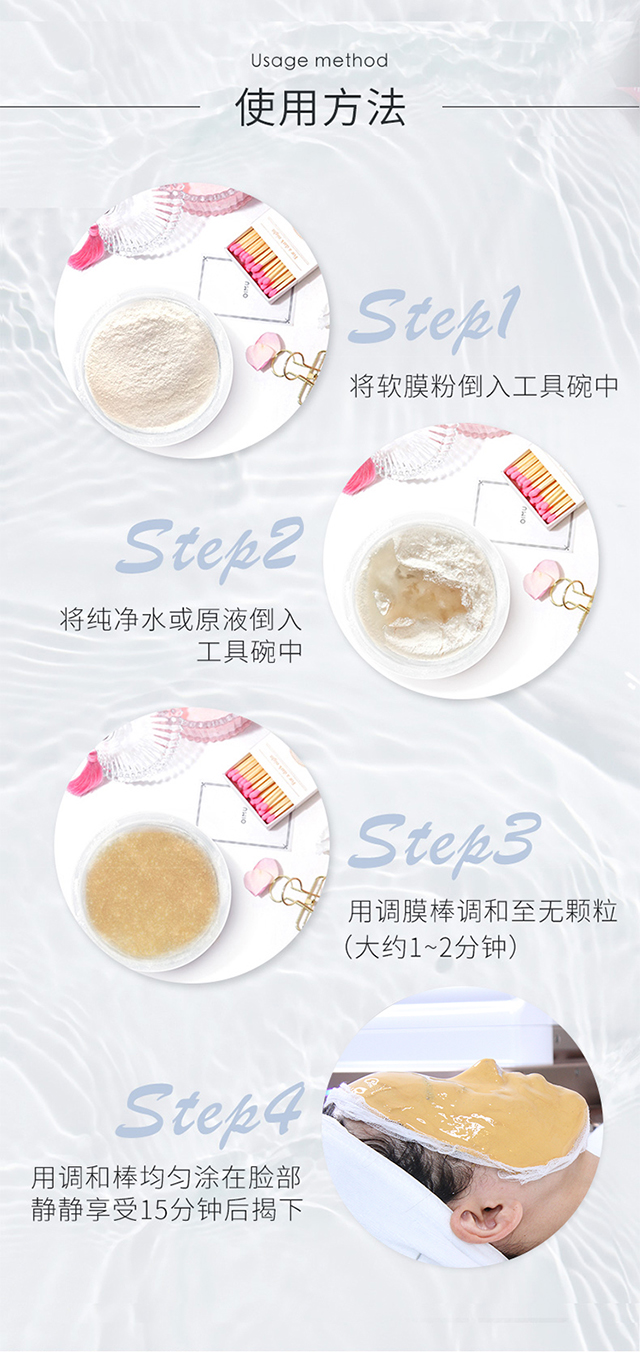 Usage method
使用方法
Step1
将软膜粉倒入工具碗中
Step2
将纯净水或原液倒入
工具碗中
Step3
用调膜棒调和至无颗粒
（大约1~2分钟）
Step4
用调和棒均匀涂在脸部
静静享受15分钟后揭下